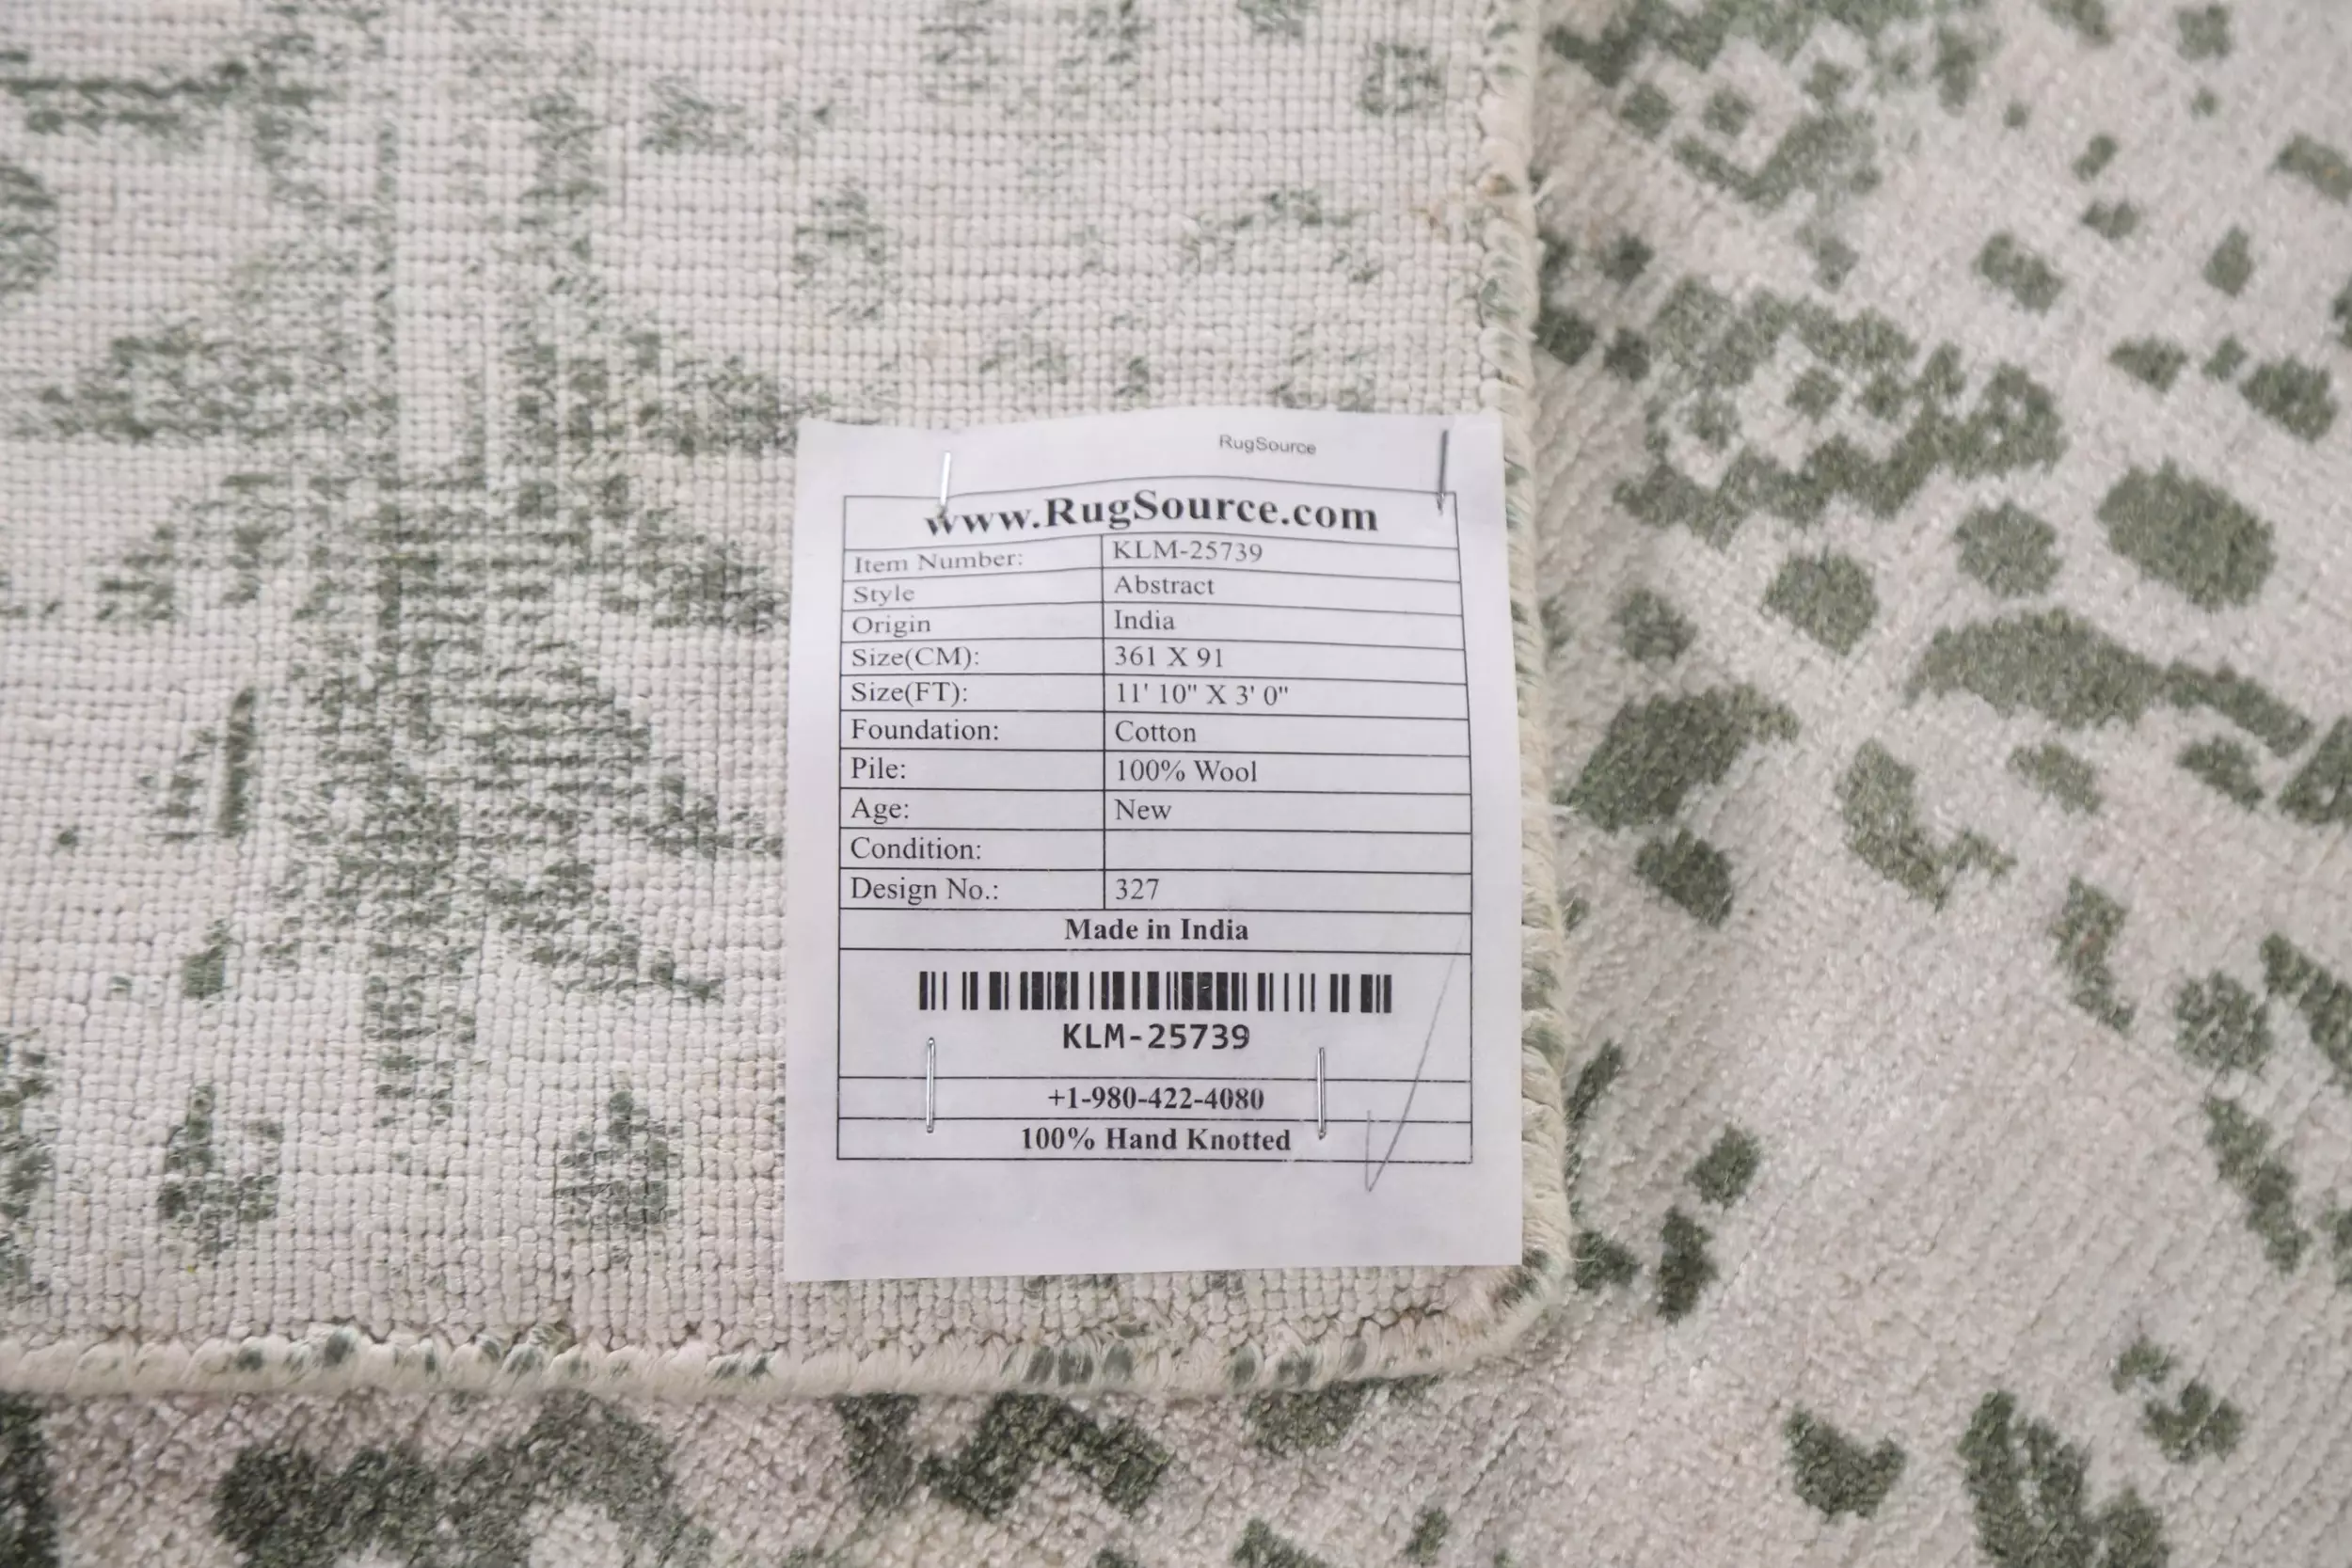 RugSource
www.RugSource.com
Item Number: KLM-25739
Style Abstract
Origin India
Size(CM): 361 X 91
Size(FT): 11' 10" X 3' 0"
Foundation: Cotton
Pile: 100% Wool
Age: New
Condition:
Design No.: 327
Made in India
KLM-25739
+1-980-422-4080
100% Hand Knotted